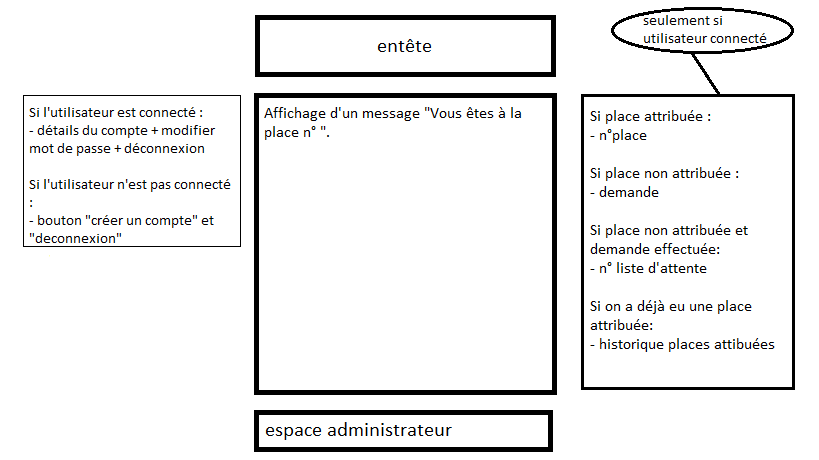 entête
seulement si
utilisateur connecté
Si l'utilisateur est connecté :
- détails du compte + modifier
mot de passe + déconnexion
Si l'utilisateur n'est pas connecté
:
- bouton "créer un compte" et
"deconnexion"
Affichage d'un message "Vous êtes à la
place n° ".
Si place attribuée :
- n°place
Si place non attribuée :
- demande
Si place non attribuée et
demande effectuée:
- n° liste d'attente
Si on a déjà eu une place
attribuée:
- historique places attibuées
espace administrateur